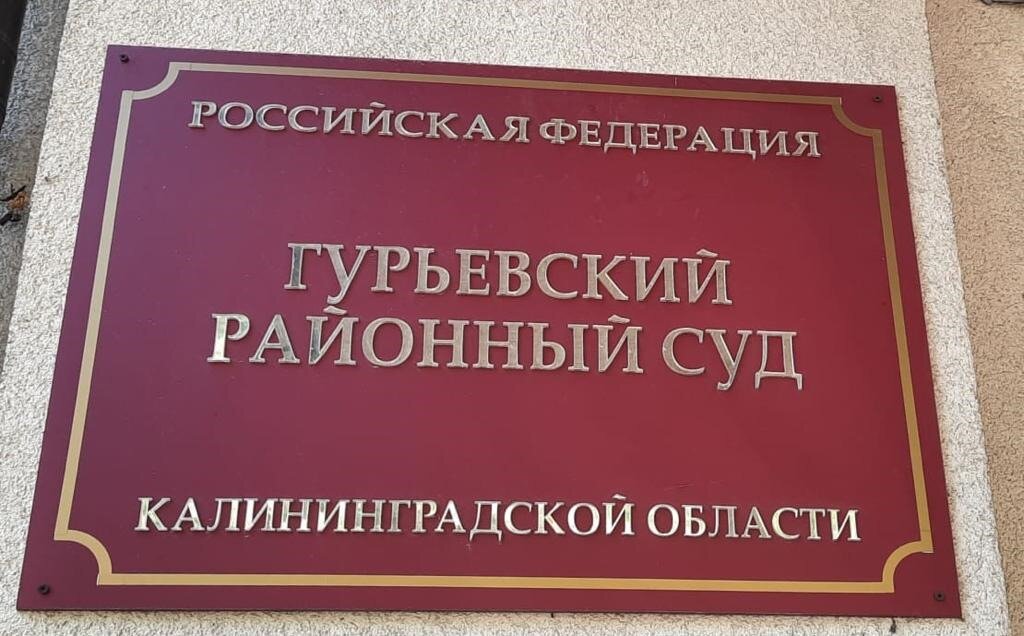 РОССИЙСКАЯ ФЕДЕРАЦИЯ
ГУРЬЕВСКИЙ
РАЙОННЫЙ СУД
КАЛИНИНГРАДСКОЙ ОБЛАСТИ